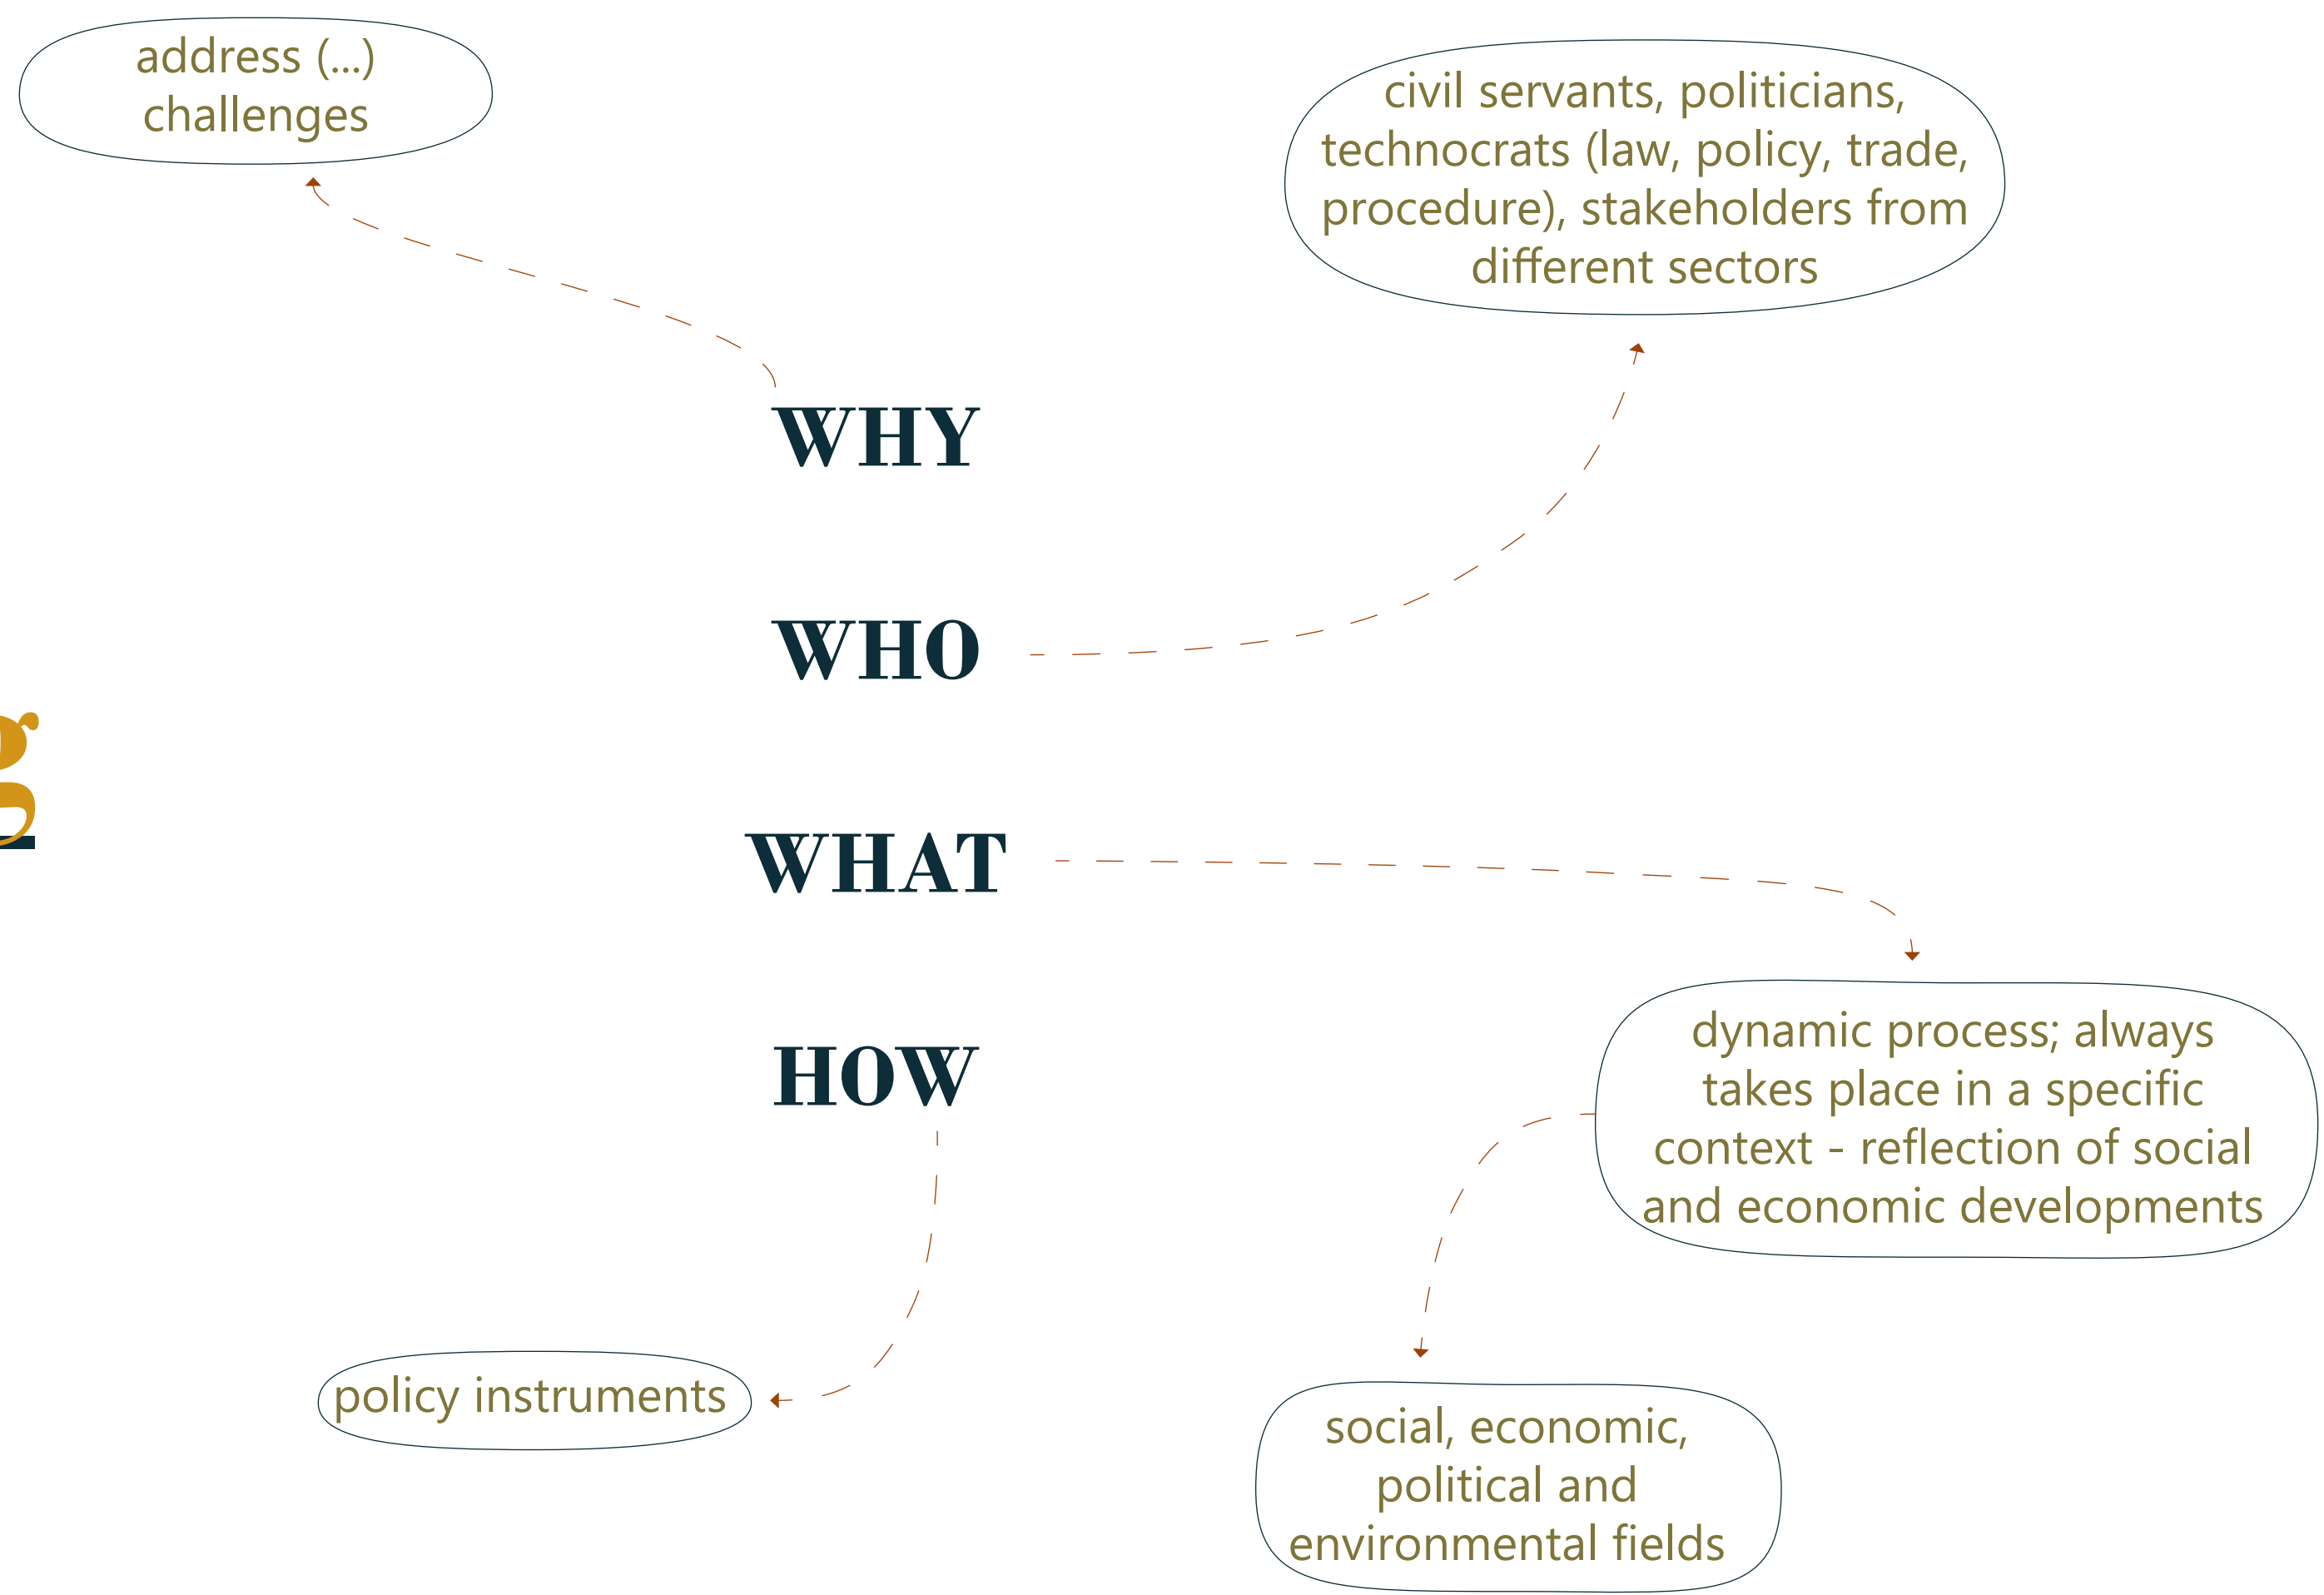 address (...)
challenges
civil servants, politicians,
technocrats (law, policy, trade,
procedure), stakeholders from
different sectors
WHY
WHO
g
WHAT
HOW
dynamic process; always
takes place in a specific
context - reflection of social
and economic developments
policy instruments
social, economic,
political and
environmental fields